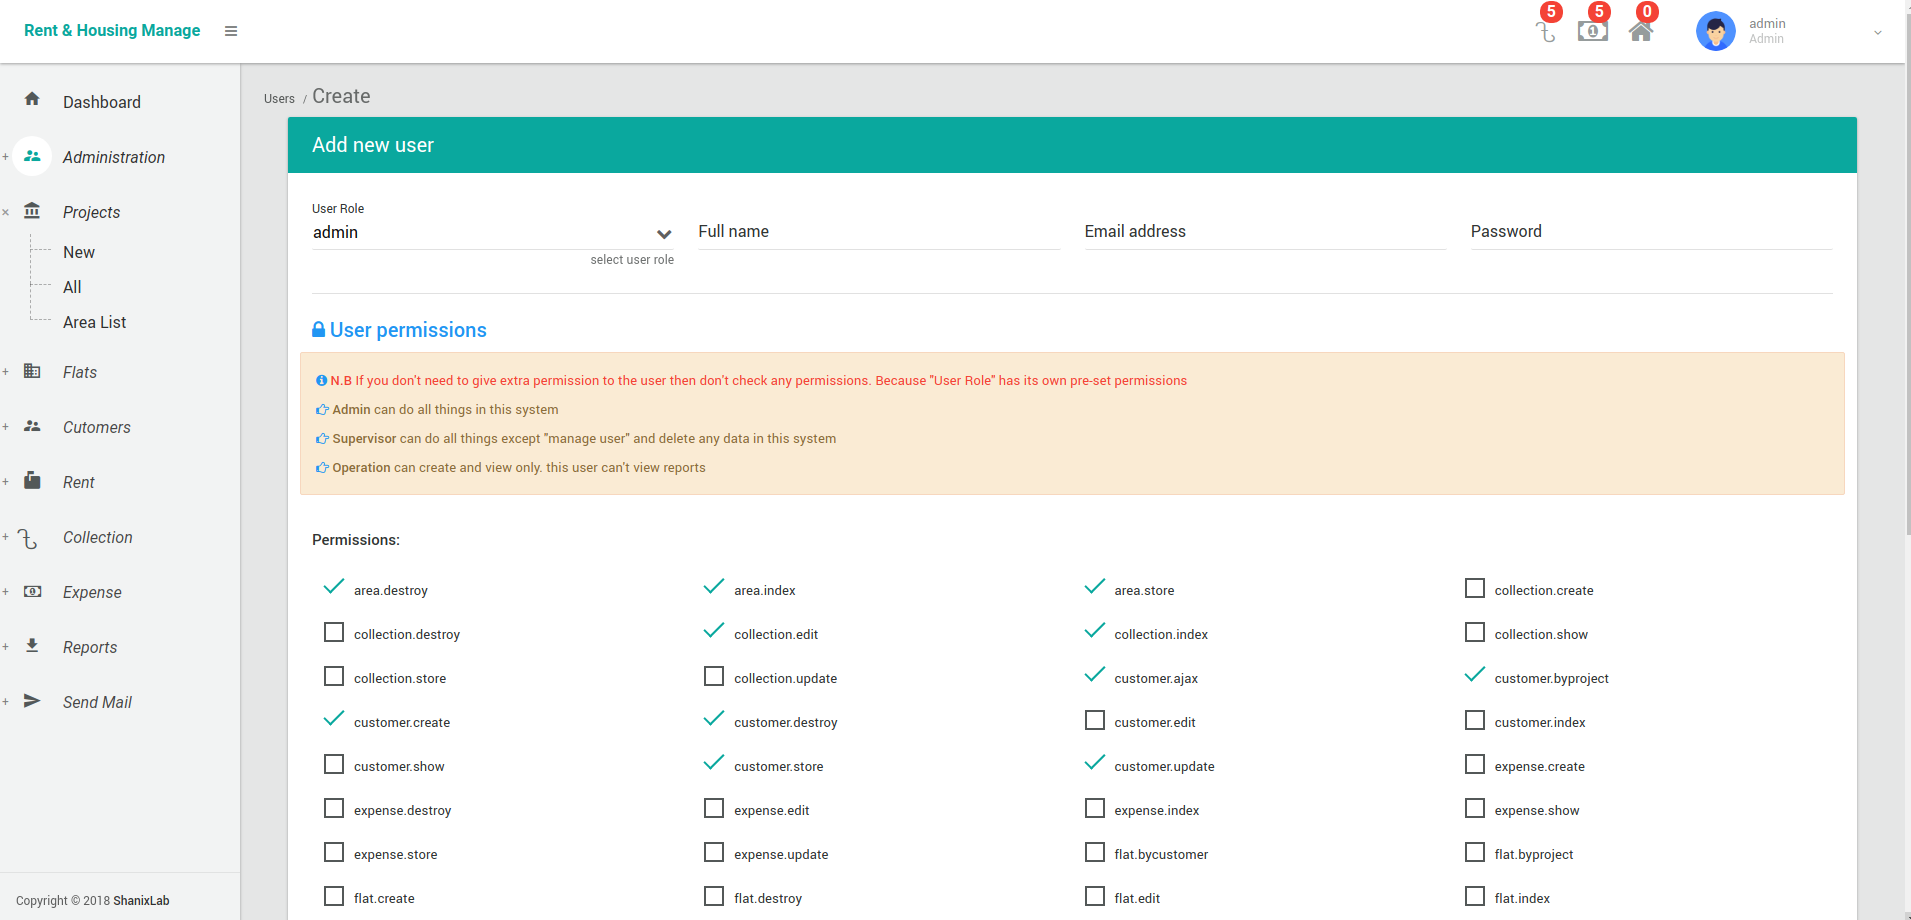 Rent & Housing Manage
5
5
1
0
admin
Admin
Dashboard
+ Administration
× Projects
New
All
Area List
+ Flats
+ Cutomers
+ Rent
+ Collection
+ Expense
+ Reports
+ Send Mail
Copyright © 2018 ShanixLab
Users / Create
Add new user
User Role
admin
select user role
Full name
Email address
Password
User permissions
N.B If you don't need to give extra permission to the user then don't check any permissions. Because "User Role" has its own pre-set permissions
Admin can do all things in this system
Supervisor can do all things except "manage user" and delete any data in this system
Operation can create and view only. this user can't view reports
Permissions:
area.destroy area.index area.store collection.create
collection.destroy collection.edit collection.index collection.show
collection.store collection.update customer.ajax customer.byproject
customer.create customer.destroy customer.edit customer.index
customer.show customer.store customer.update expense.create
expense.destroy expense.edit expense.index expense.show
expense.store expense.update flat.bycustomer flat.byproject
flat.create flat.destroy flat.edit flat.index